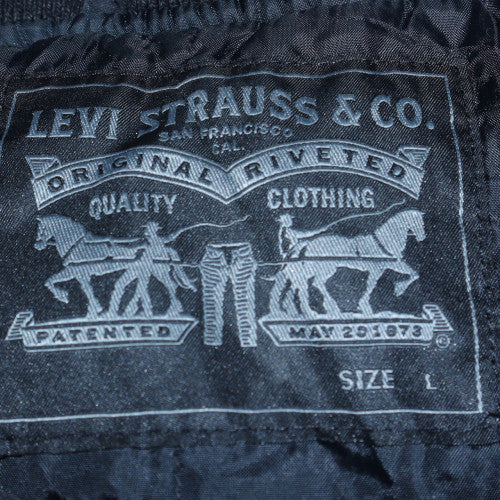 LEVI STRAUSS & CO.
SAN FRANCISCO
CAL.
ORIGINAL RIVETED
QUALITY CLOTHING
PATENTED MAY 20 1873
®
SIZE L